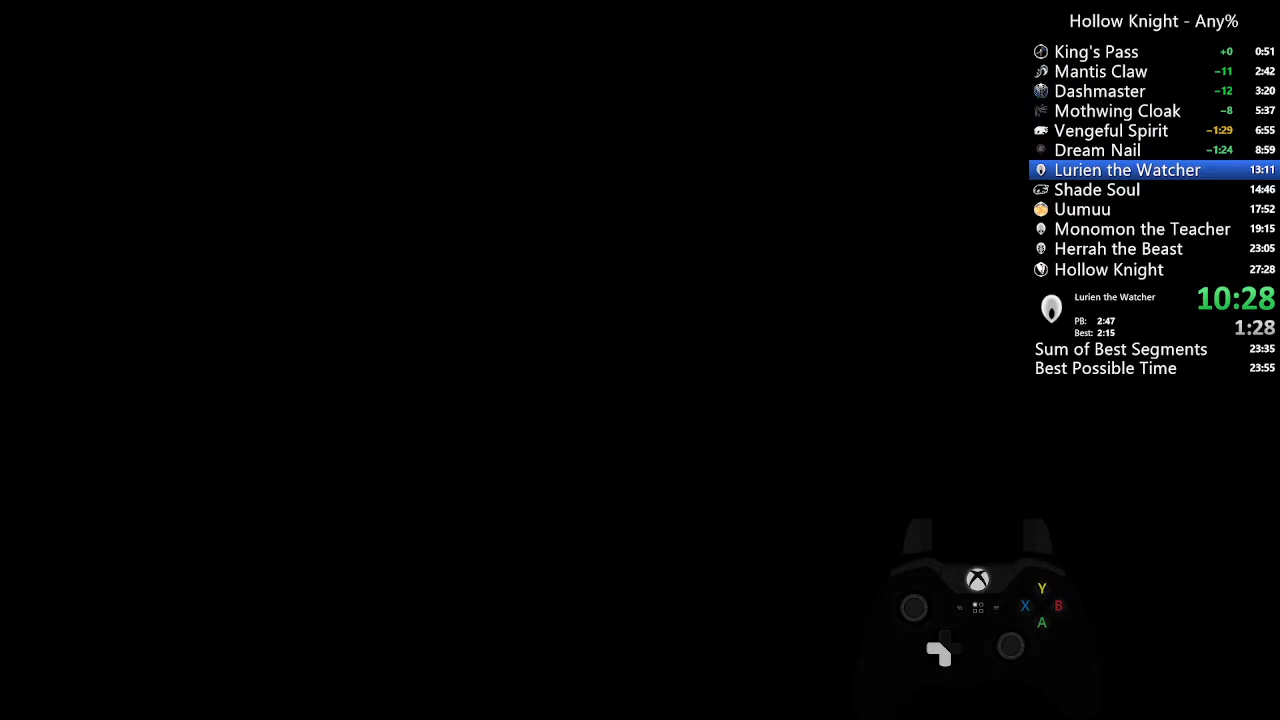 Hollow Knight - Any%
King's Pass +0 0:51
Mantis Claw −11 2:42
Dashmaster −12 3:20
Mothwing Cloak −8 5:37
Vengeful Spirit −1:29 6:55
Dream Nail −1:24 8:59
Lurien the Watcher 13:11
Shade Soul 14:46
Uumuu 17:52
Monomon the Teacher 19:15
Herrah the Beast 23:05
Hollow Knight 27:28
Lurien the Watcher 10:28
PB: 2:47 1:28
Best: 2:15
Sum of Best Segments 23:35
Best Possible Time 23:55
Y
X B
A